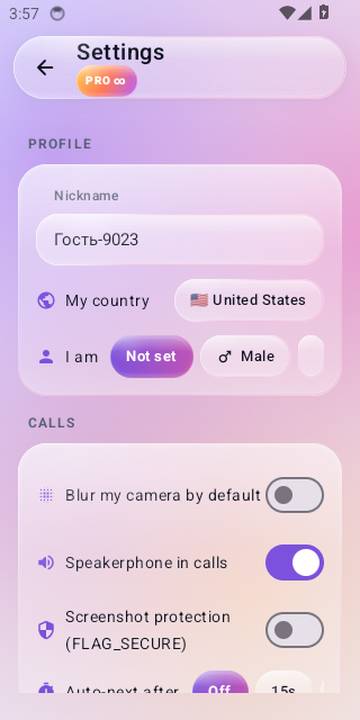 3:57
Settings
PRO ∞
PROFILE
Nickname
Гость-9023
My country
🇺🇸 United States
I am
Not set
♂ Male
CALLS
Blur my camera by default
Speakerphone in calls
Screenshot protection
(FLAG_SECURE)
Auto-next after
Off
15s